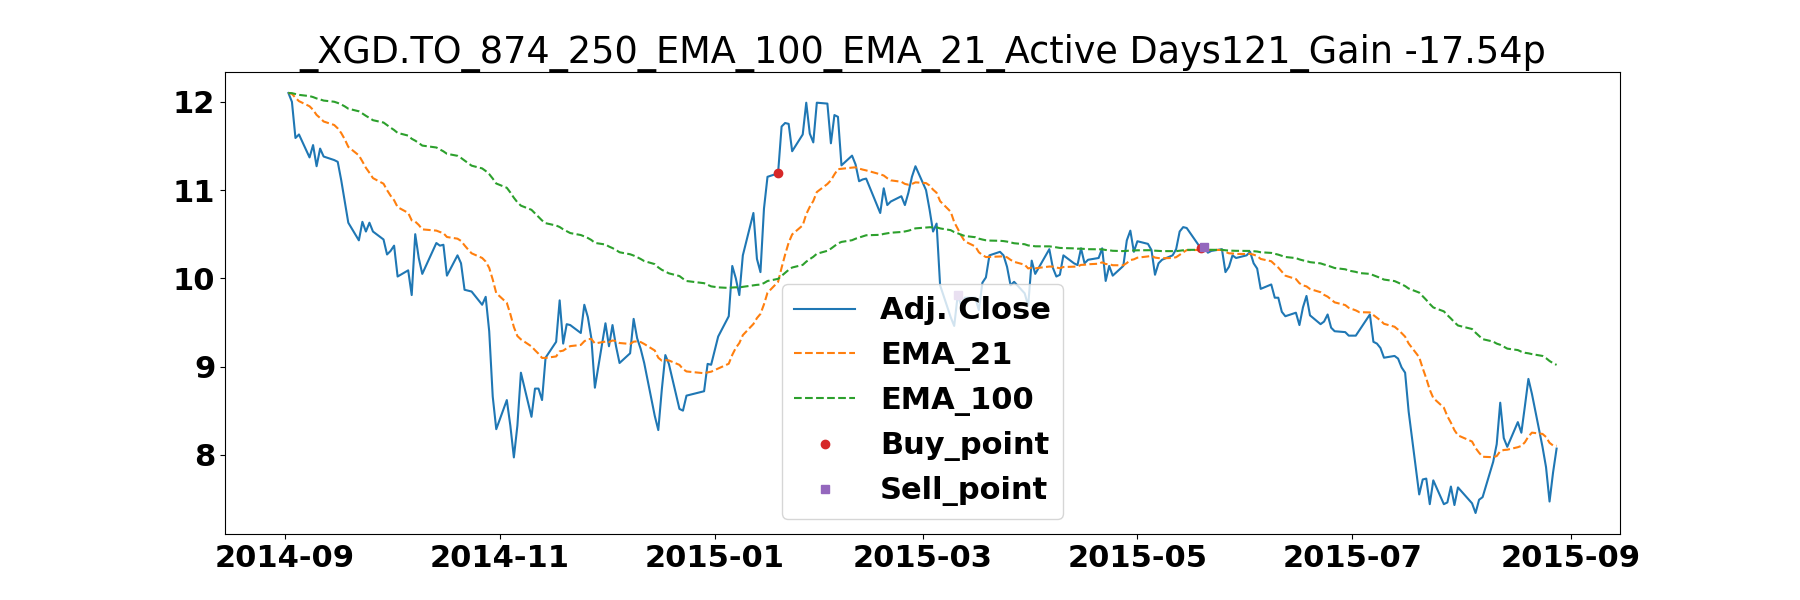 _XGD.TO_874_250_EMA_100_EMA_21_Active Days121_Gain -17.54p
12
11
10
9
8
Adj. Close
EMA_21
EMA_100
Buy_point
Sell_point
2014-09 2014-11 2015-01 2015-03 2015-05 2015-07 2015-09